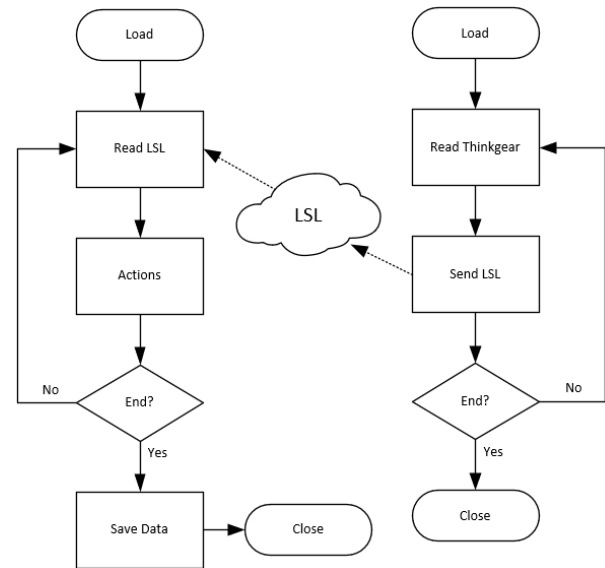 Load
Read LSL
Actions
End?
No
Yes
Save Data
Close
LSL
Load
Read Thinkgear
Send LSL
End?
No
Yes
Close